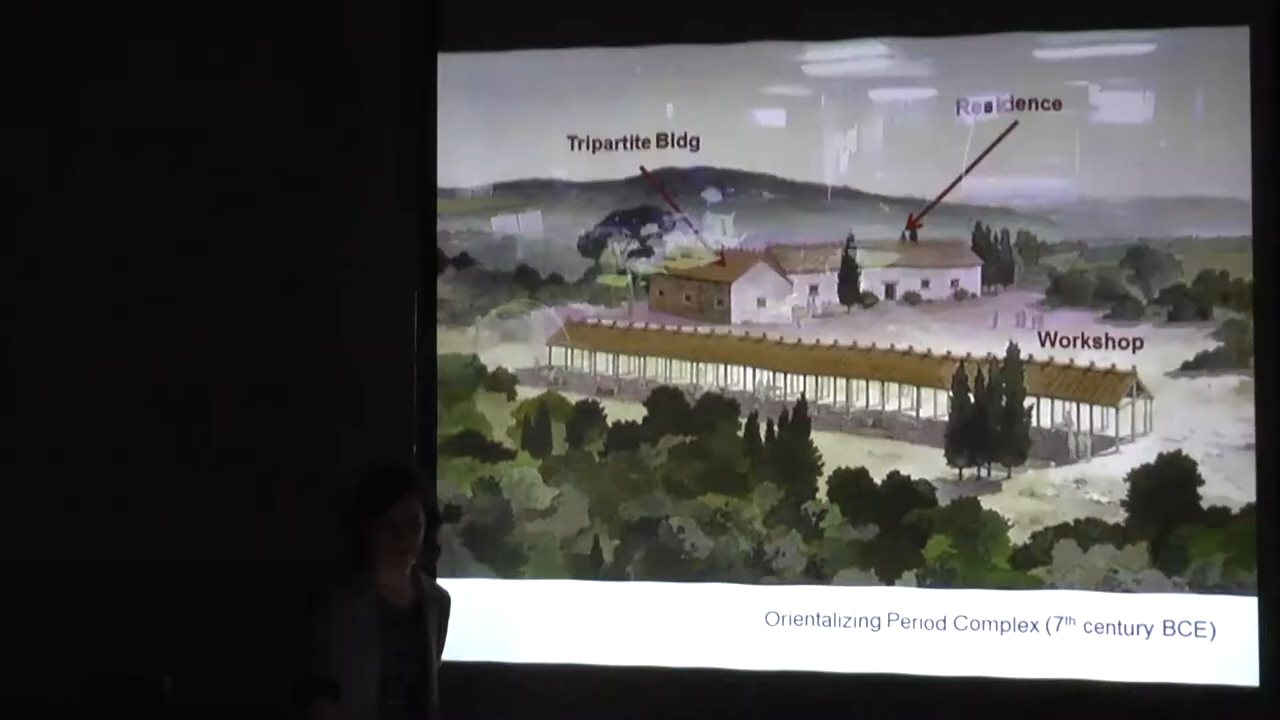 Residence
Tripartite Bldg
Workshop
Orientalizing Period Complex (7th century BCE)